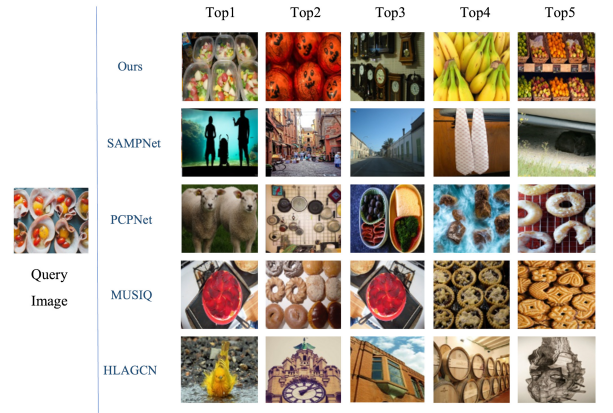 Top1 Top2 Top3 Top4 Top5
Ours
SAMPNet
PCPNet
Query
Image
MUSIQ
HLAGCN